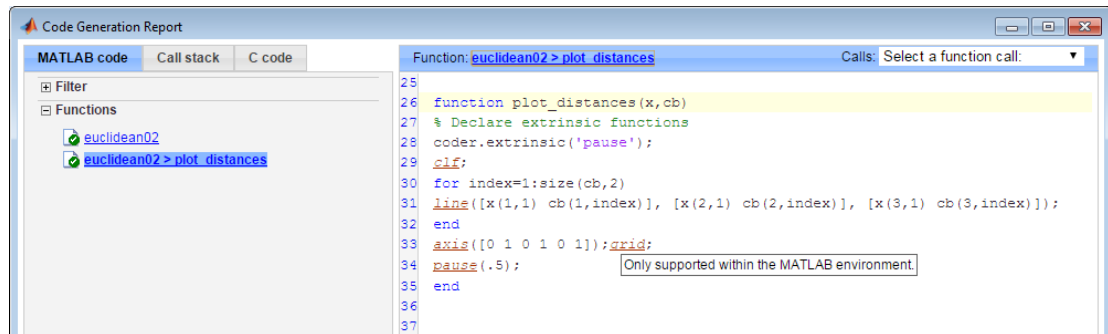 Code Generation Report
MATLAB code Call stack C code
Function: euclidean02 > plot_distances Calls: Select a function call:
Filter
Functions
euclidean02
euclidean02 > plot_distances
25
26 function plot_distances(x,cb)
27 % Declare extrinsic functions
28 coder.extrinsic('pause');
29 clf;
30 for index=1:size(cb,2)
31 line([x(1,1) cb(1,index)], [x(2,1) cb(2,index)], [x(3,1) cb(3,index)]);
32 end
33 axis([0 1 0 1 0 1]);grid;
34 pause(.5);
Only supported within the MATLAB environment.
35 end
36
37